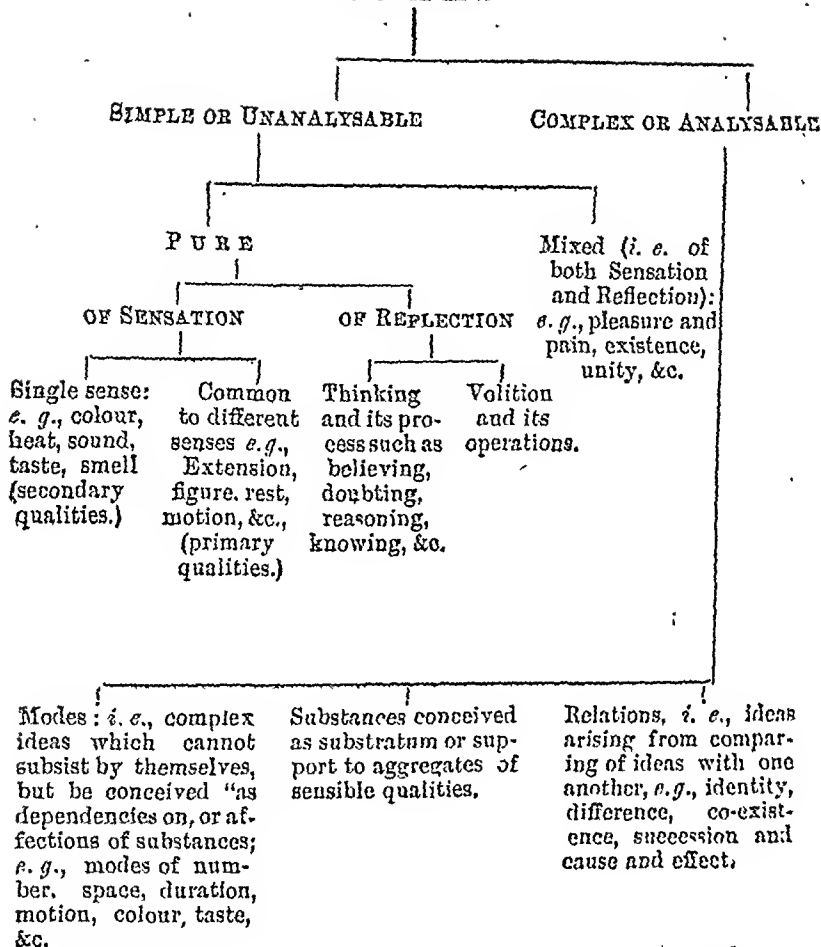 SIMPLE OR UNANALYSABLE
COMPLEX OR ANALYSABLE
PURE
Mixed (i. e. of
both Sensation
and Reflection):
e. g., pleasure and
pain, existence,
unity, &c.
OF SENSATION
OF REFLECTION
Single sense:
e. g., colour,
heat, sound,
taste, smell
(secondary
qualities.)
Common
to different
senses e.g.,
Extension,
figure. rest,
motion, &c.,
(primary
qualities.)
Thinking
and its pro-
cess such as
believing,
doubting,
reasoning,
knowing, &c.
Volition
and its
operations.
Modes : i. e., complex
ideas which cannot
subsist by themselves,
but be conceived "as
dependencies on, or af-
fections of substances;
e. g., modes of num-
ber. space, duration,
motion, colour, taste,
&c.
Substances conceived
as substratum or sup-
port to aggregates of
sensible qualities.
Relations, i. e., ideas
arising from compar-
ing of ideas with one
another, e.g., identity,
difference, co-exist-
ence, succession and
cause and effect.